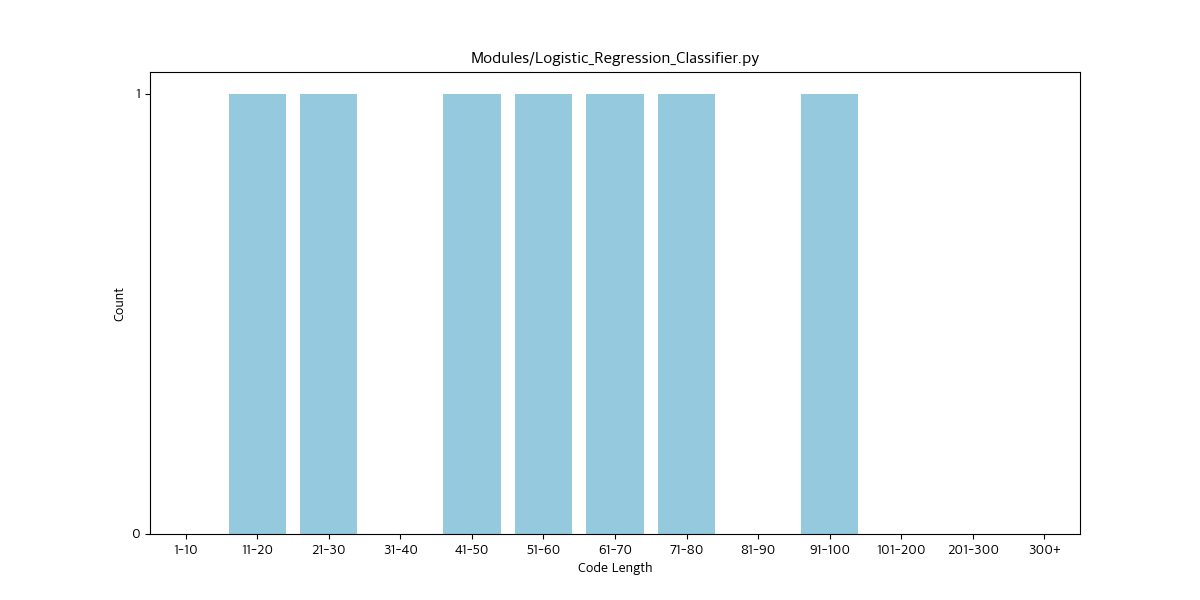 Modules/Logistic_Regression_Classifier.py
1
Count
0
1-10 11-20 21-30 31-40 41-50 51-60 61-70 71-80 81-90 91-100 101-200 201-300 300+
Code Length